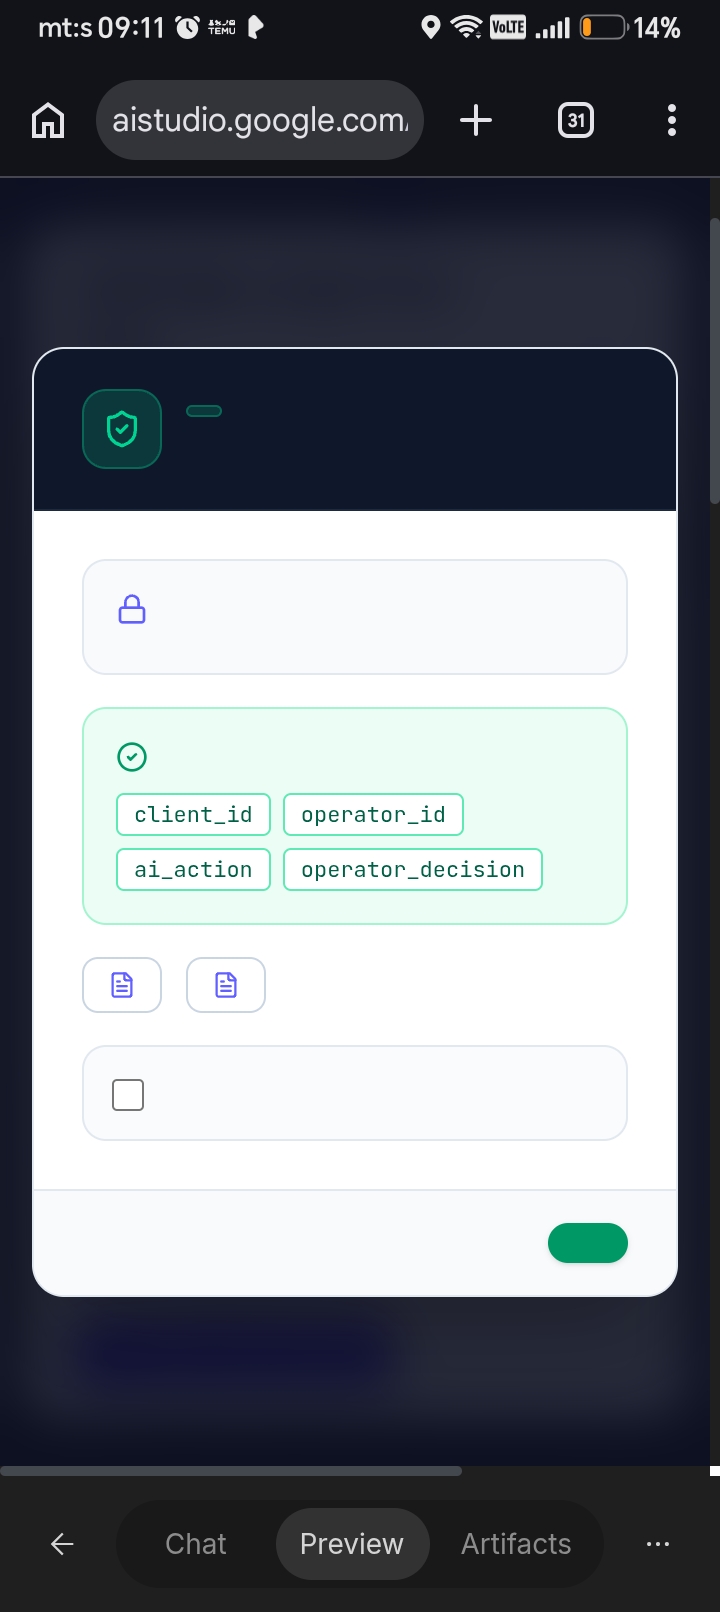 mt:s 09:11 TEMU VoLTE 14%
aistudio.google.com/ 31
client_id operator_id
ai_action operator_decision
Chat Preview Artifacts